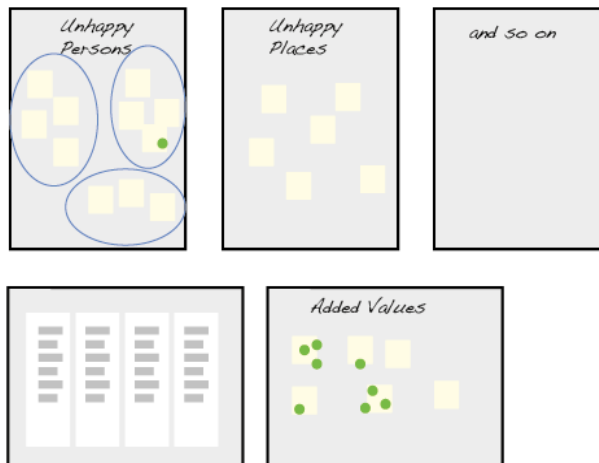 Unhappy
Persons
Unhappy
Places
and so on
Added Values